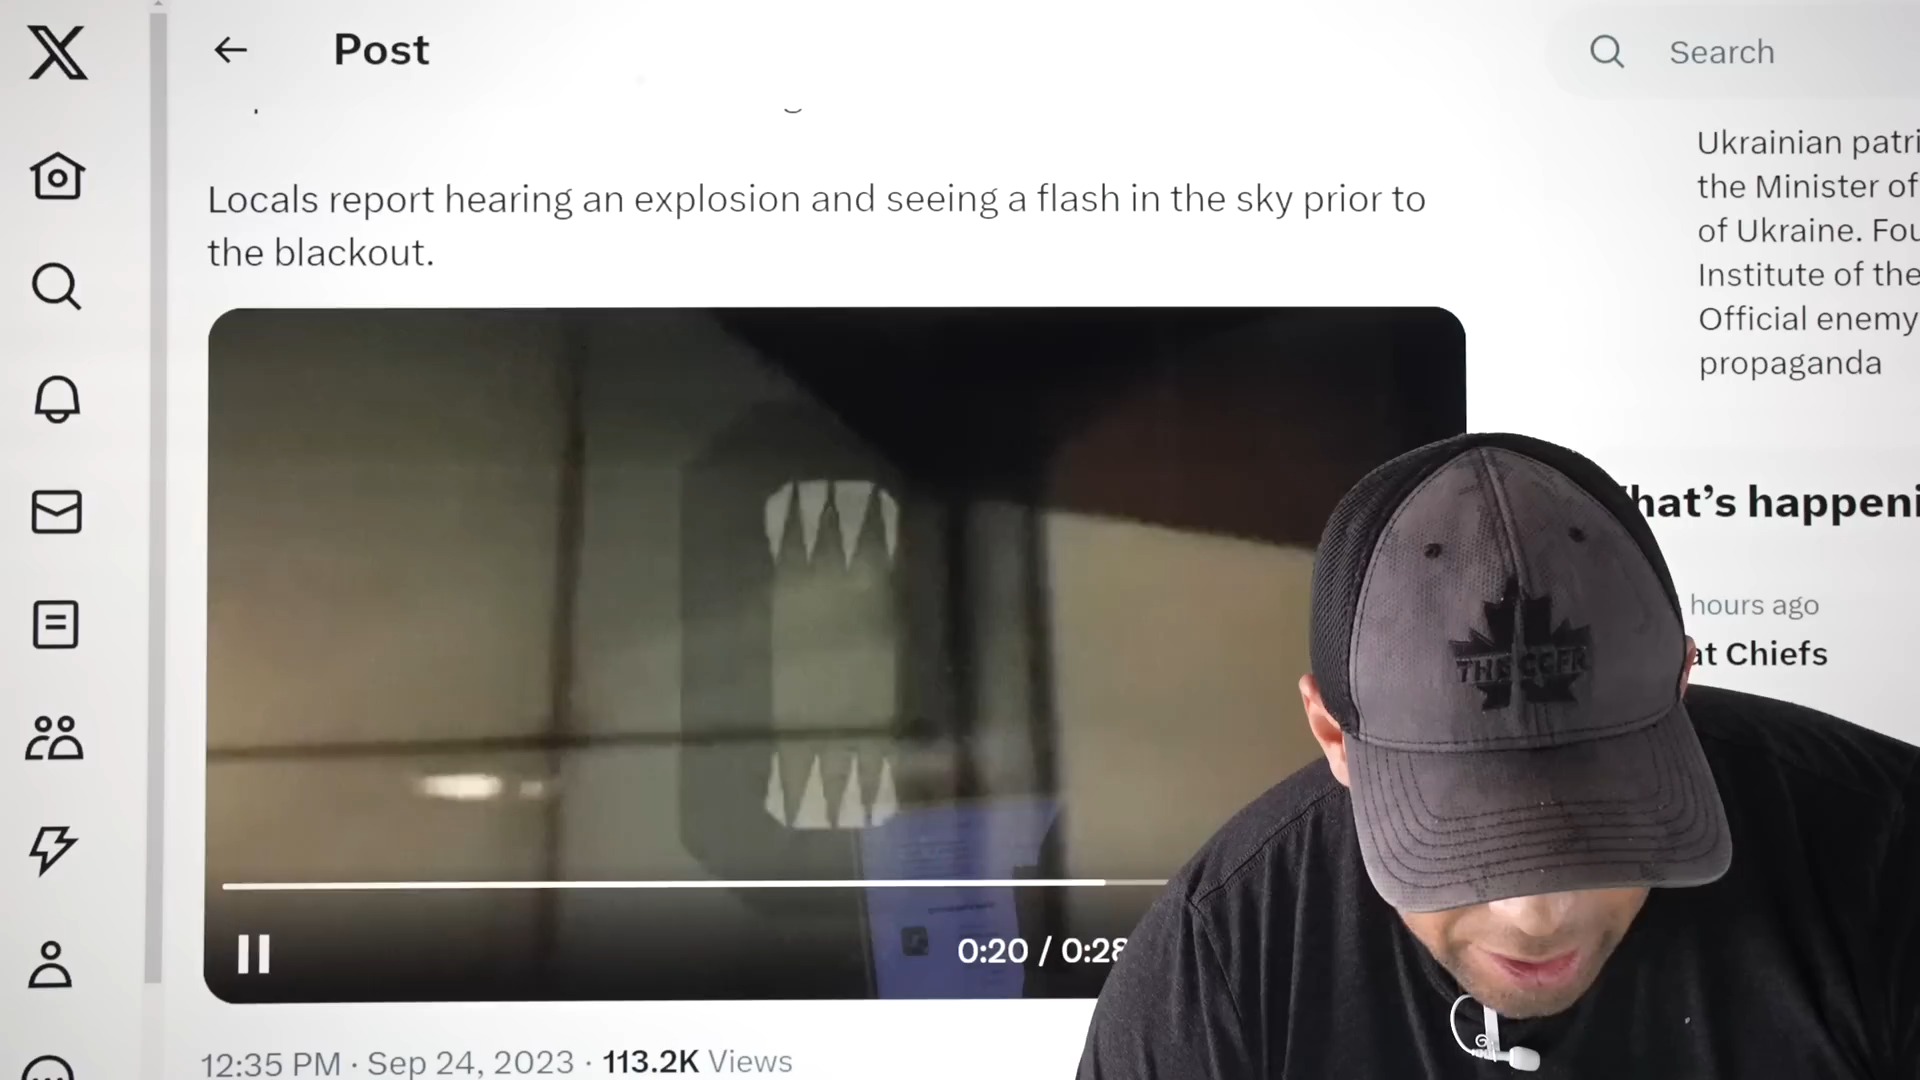 Post
Search
Locals report hearing an explosion and seeing a flash in the sky prior to
the blackout.
Ukrainian patri
the Minister of
of Ukraine. Fou
Institute of the
Official enemy
propaganda
hat's happeni
hours ago
at Chiefs
0:20 / 0:28
12:35 PM · Sep 24, 2023 · 113.2K Views